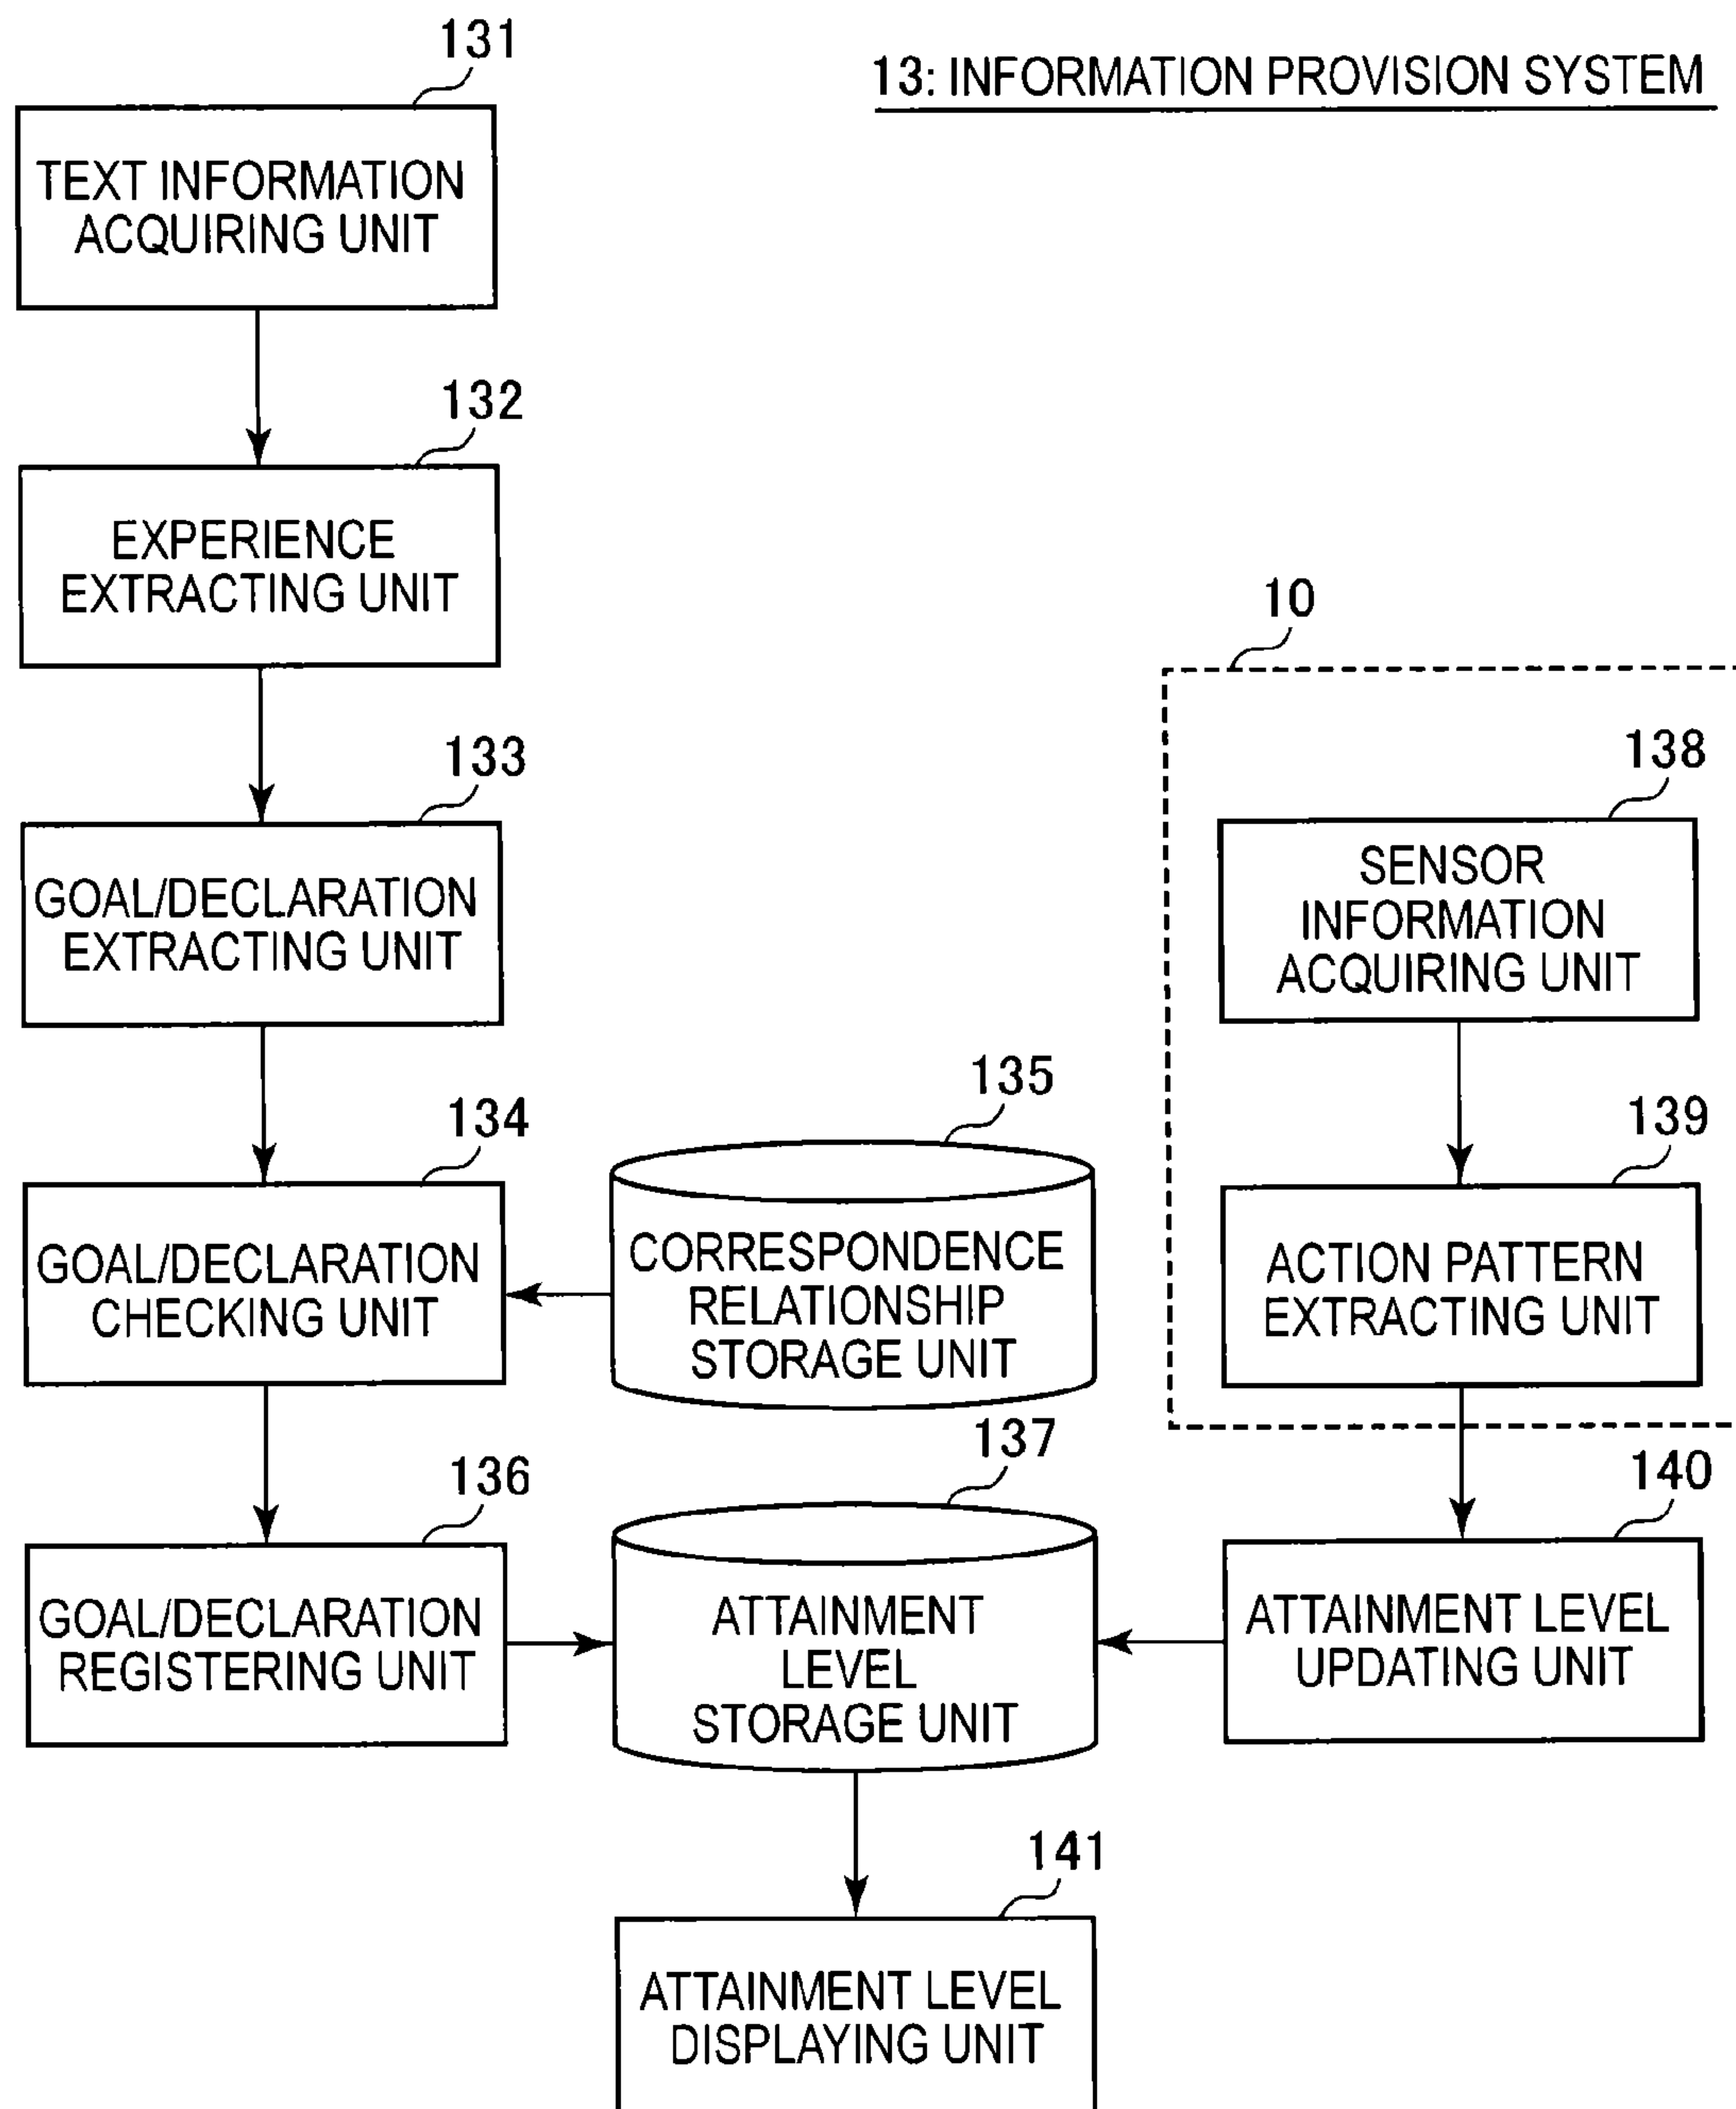 131
13: INFORMATION PROVISION SYSTEM
TEXT INFORMATION
ACQUIRING UNIT
132
EXPERIENCE
EXTRACTING UNIT
10
133
GOAL/DECLARATION
EXTRACTING UNIT
138
SENSOR
INFORMATION
ACQUIRING UNIT
134
GOAL/DECLARATION
CHECKING UNIT
135
CORRESPONDENCE
RELATIONSHIP
STORAGE UNIT
139
ACTION PATTERN
EXTRACTING UNIT
136
GOAL/DECLARATION
REGISTERING UNIT
137
ATTAINMENT
LEVEL
STORAGE UNIT
140
ATTAINMENT LEVEL
UPDATING UNIT
141
ATTAINMENT LEVEL
DISPLAYING UNIT